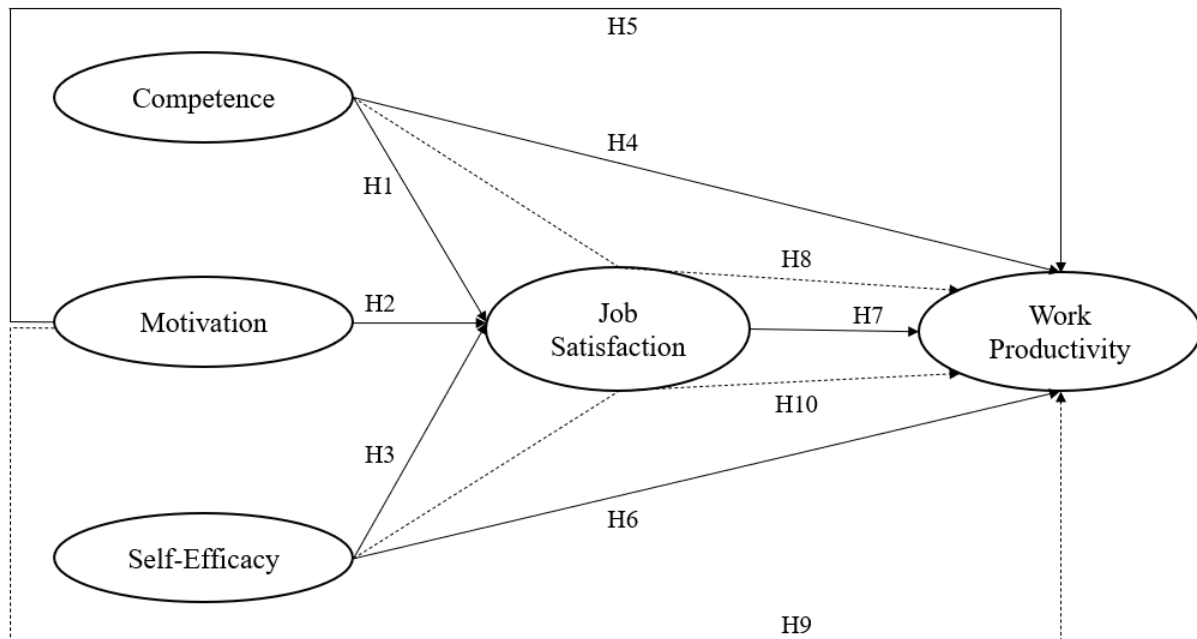 H5
Competence
H4
H1
H8
Motivation
H2
Job
Satisfaction
H7
Work
Productivity
H10
H3
H6
Self-Efficacy
H9